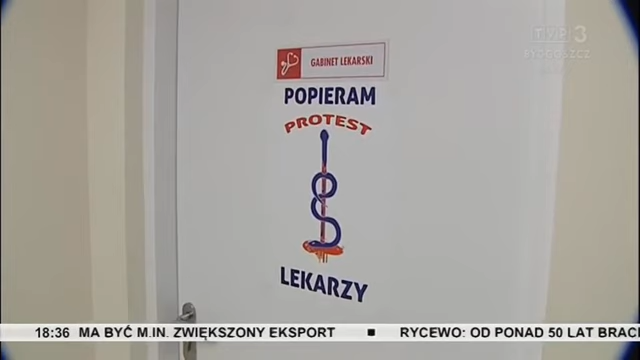 TVP3
BYDGOSZCZ
GABINET LEKARSKI
POPIERAM
PROTEST
LEKARZY
18:36 MA BYĆ M.IN. ZWIĘKSZONY EKSPORT ■ RYCEWO: OD PONAD 50 LAT BRAC